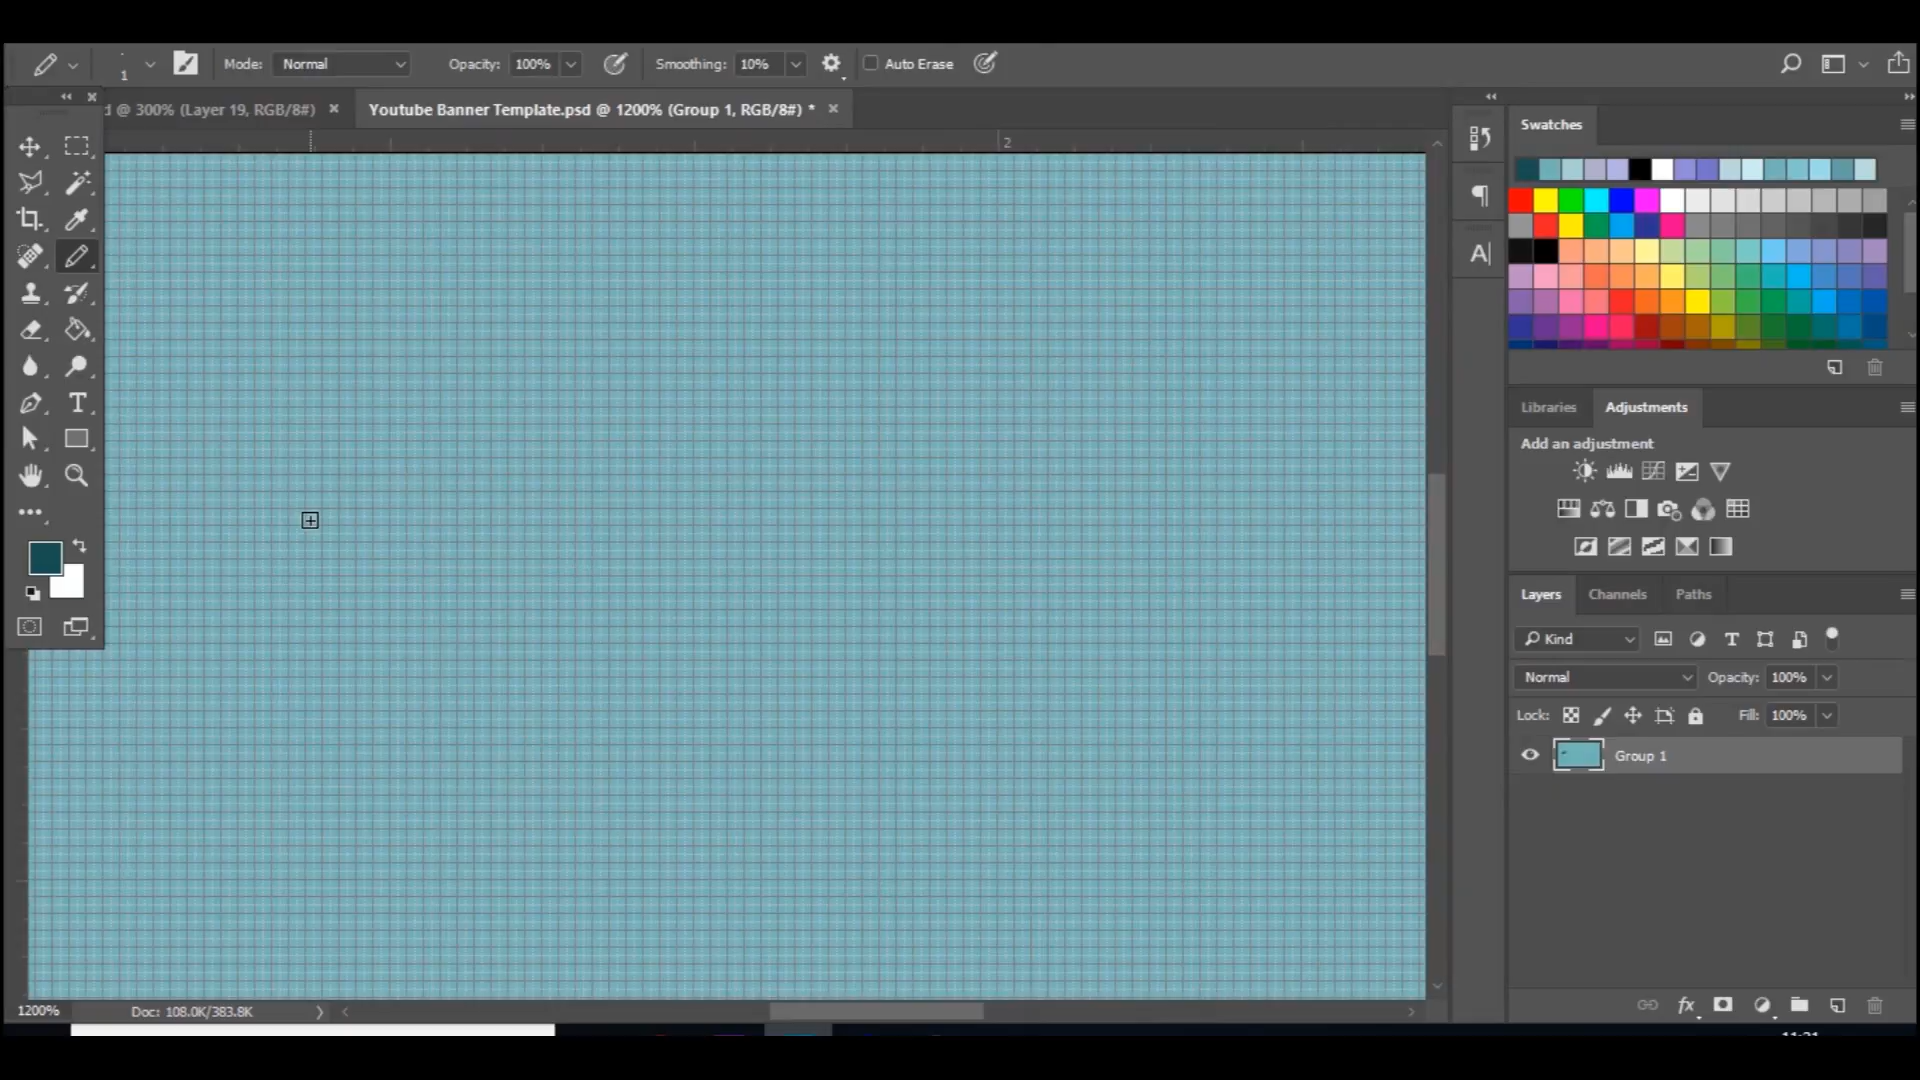 1
Mode: Normal
Opacity: 100%
Smoothing: 10%
Auto Erase
d @ 300% (Layer 19, RGB/8#)
Youtube Banner Template.psd @ 1200% (Group 1, RGB/8#) *
2
Swatches
Libraries
Adjustments
Add an adjustment
Layers
Channels
Paths
Kind
Normal
Opacity: 100%
Lock:
Fill: 100%
Group 1
1200%
Doc: 108.0K/383.8K